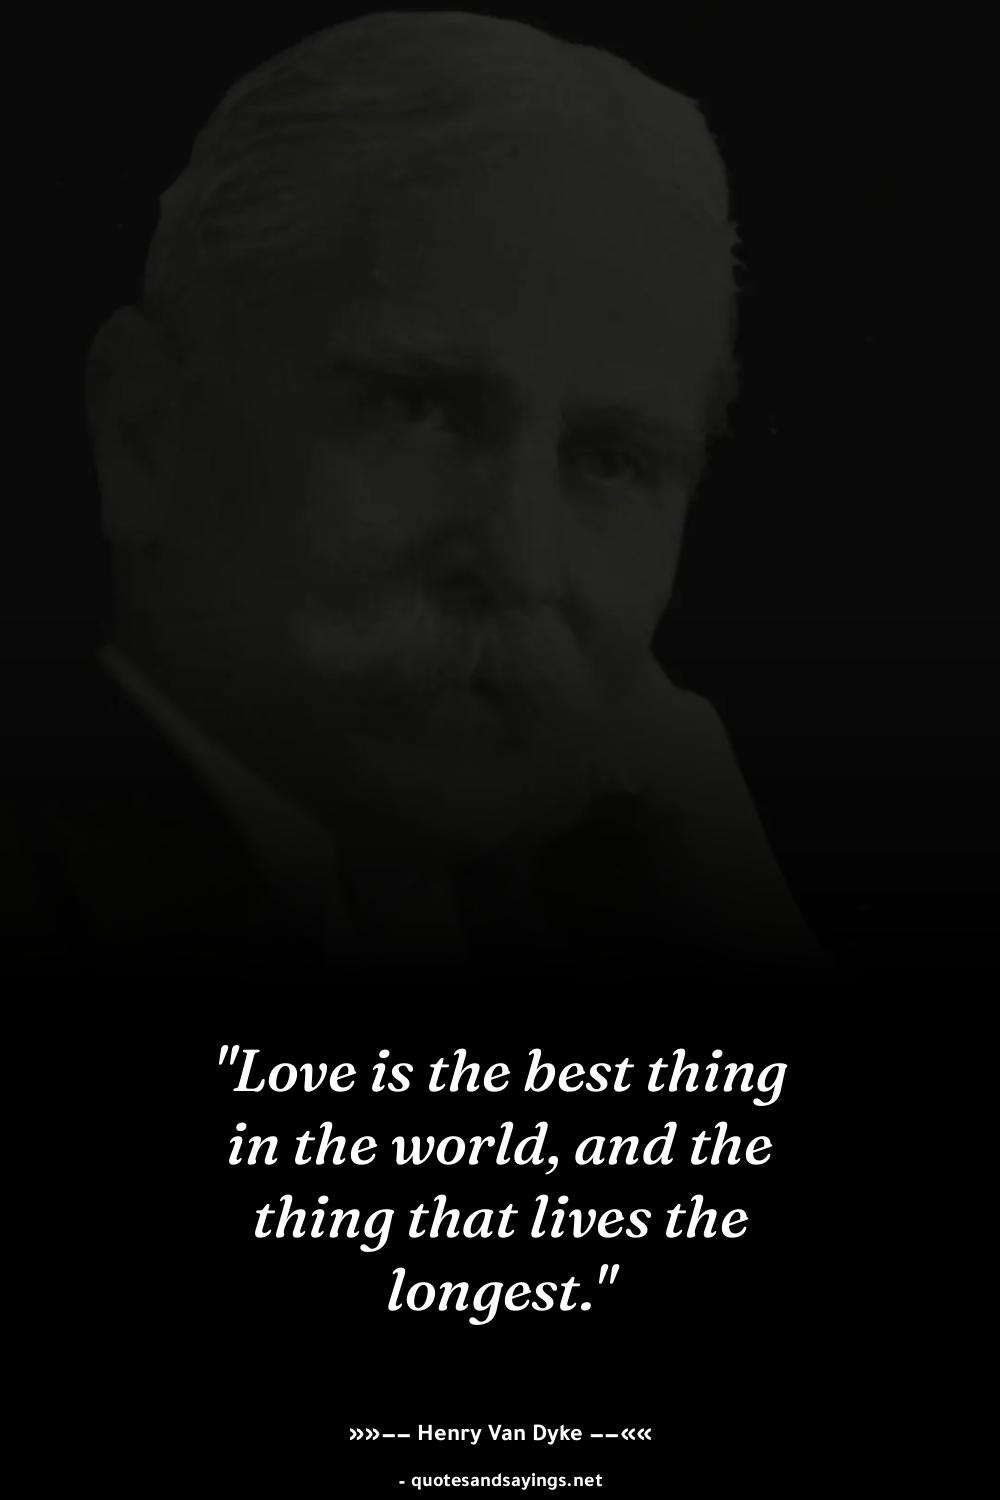 "Love is the best thing
in the world, and the
thing that lives the
longest."
»»−− Henry Van Dyke −−««
- quotesandsayings.net